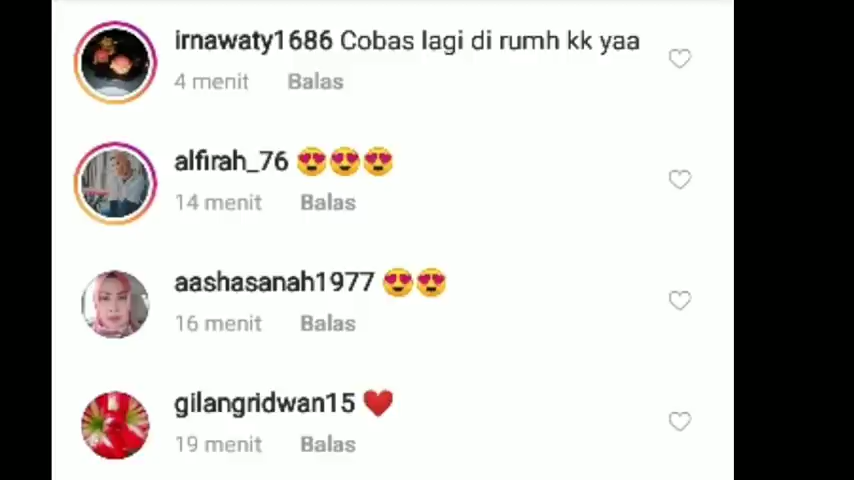 irnawaty1686 Cobas lagi di rumh kk yaa
4 menit Balas
alfirah_76 😍😍😍
14 menit Balas
aashasanah1977 😍😍
16 menit Balas
gilangridwan15 ❤️
19 menit Balas